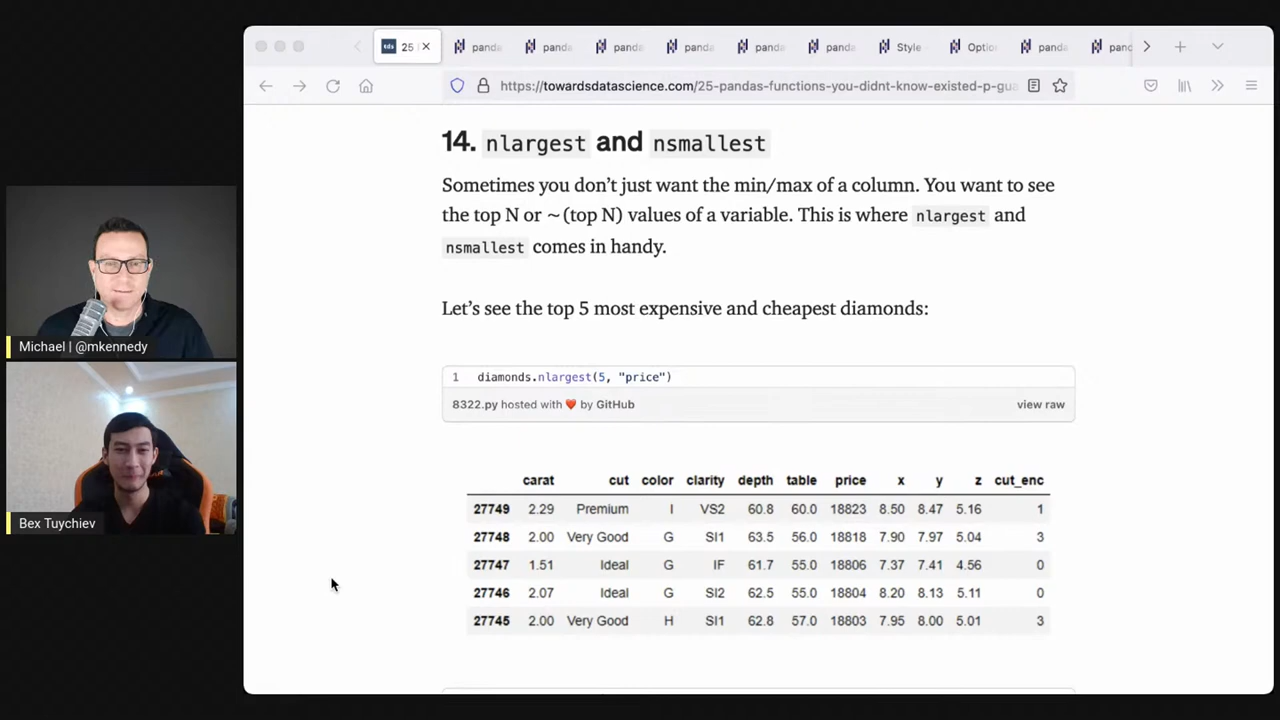 25
panda
panda
panda
panda
panda
panda
Style
Optio
panda
pand
https://towardsdatascience.com/25-pandas-functions-you-didnt-know-existed-p-gua
14. nlargest and nsmallest
Sometimes you don’t just want the min/max of a column. You want to see
the top N or ~(top N) values of a variable. This is where nlargest and
nsmallest comes in handy.
Let’s see the top 5 most expensive and cheapest diamonds:
1 diamonds.nlargest(5, "price")
8322.py hosted with ❤ by GitHub view raw
carat cut color clarity depth table price x y z cut_enc
27749 2.29 Premium I VS2 60.8 60.0 18823 8.50 8.47 5.16 1
27748 2.00 Very Good G SI1 63.5 56.0 18818 7.90 7.97 5.04 3
27747 1.51 Ideal G IF 61.7 55.0 18806 7.37 7.41 4.56 0
27746 2.07 Ideal G SI2 62.5 55.0 18804 8.20 8.13 5.11 0
27745 2.00 Very Good H SI1 62.8 57.0 18803 7.95 8.00 5.01 3
Michael | @mkennedy
Bex Tuychiev